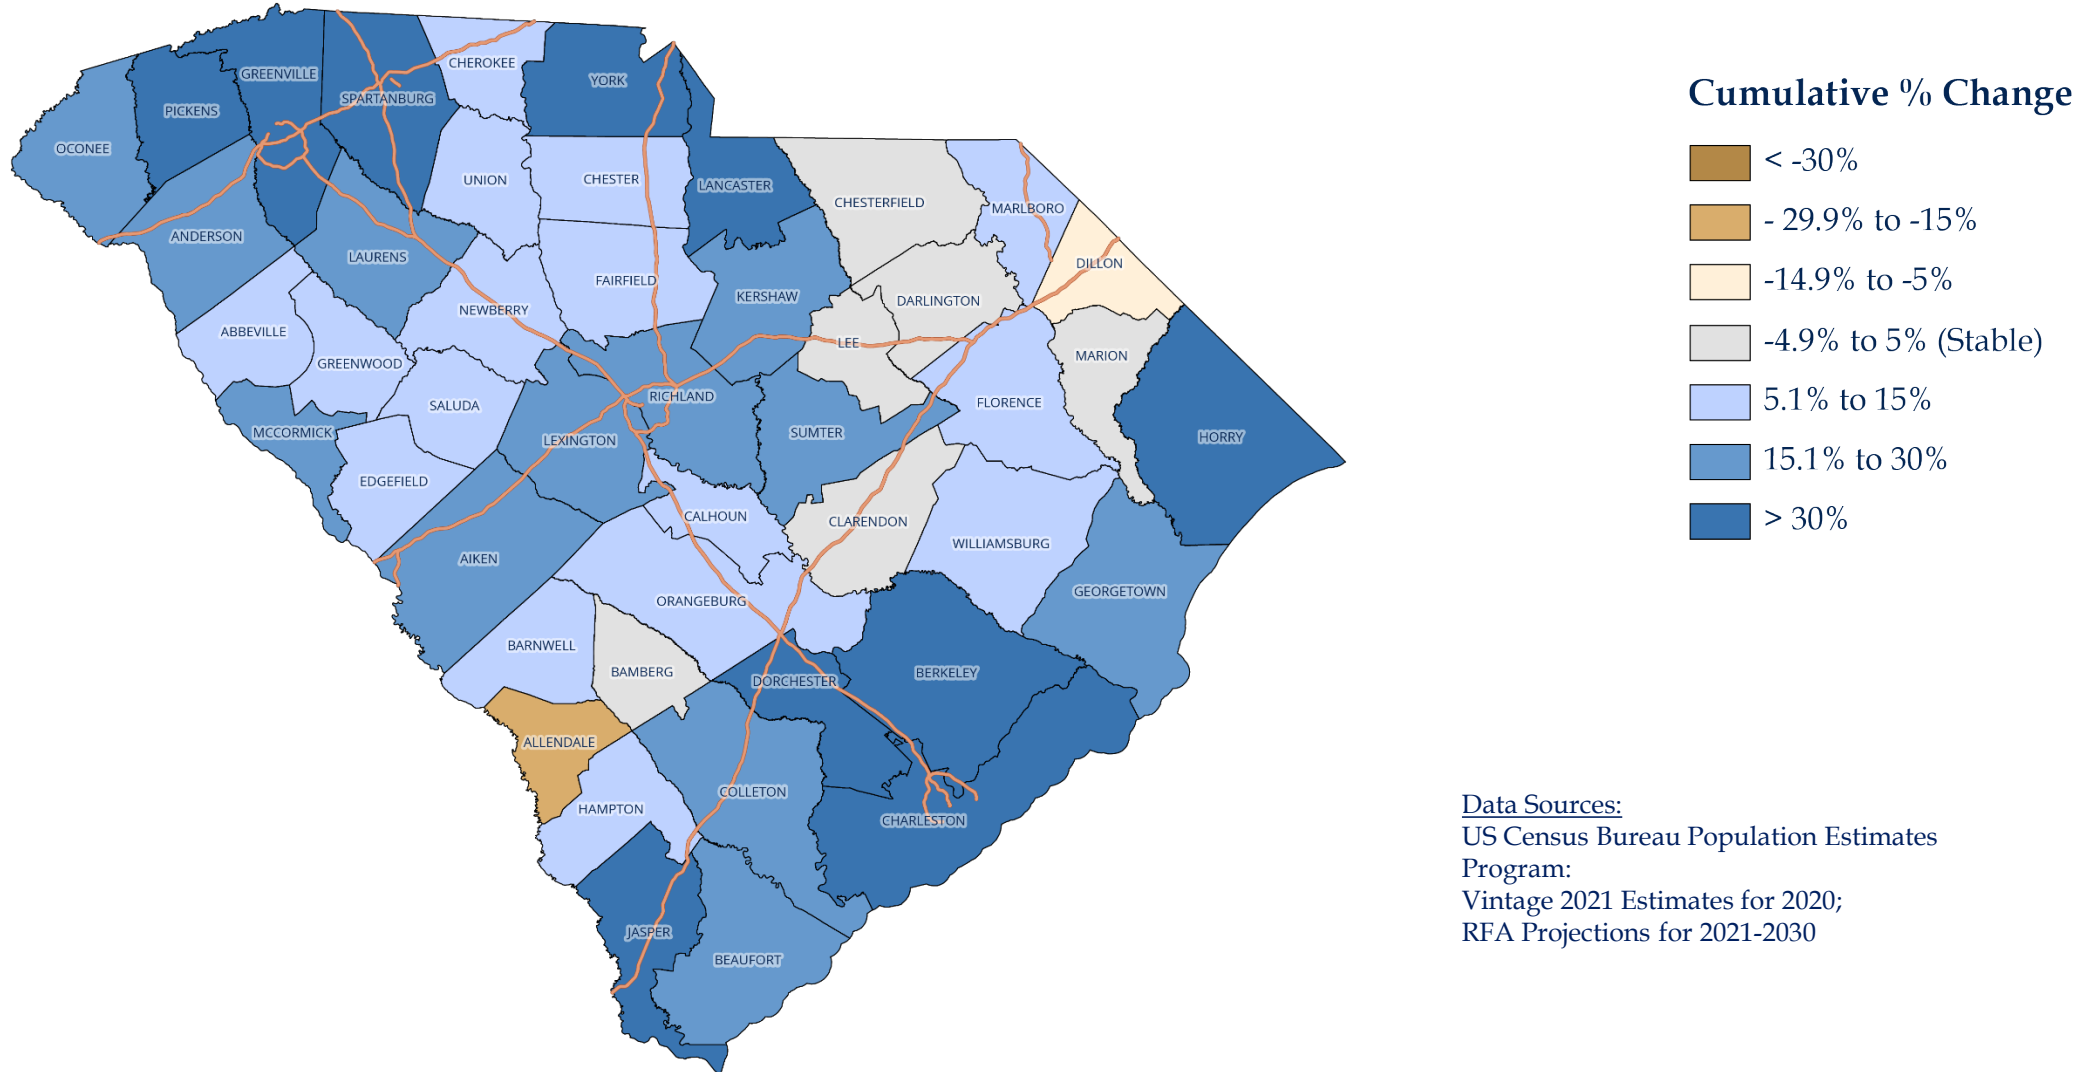 CHEROKEE
GREENVILLE
YORK
SPARTANBURG
PICKENS
OCONEE
UNION
CHESTER
LANCASTER
CHESTERFIELD
MARLBORO
ANDERSON
LAURENS
DILLON
FAIRFIELD
KERSHAW
DARLINGTON
NEWBERRY
ABBEVILLE
LEE
MARION
GREENWOOD
RICHLAND
SALUDA
FLORENCE
MCCORMICK
LEXINGTON
SUMTER
HORRY
EDGEFIELD
CALHOUN
CLARENDON
WILLIAMSBURG
AIKEN
GEORGETOWN
ORANGEBURG
BARNWELL
BAMBERG
DORCHESTER
BERKELEY
ALLENDALE
COLLETON
HAMPTON
CHARLESTON
JASPER
BEAUFORT
Cumulative % Change
< -30%
- 29.9% to -15%
-14.9% to -5%
-4.9% to 5% (Stable)
5.1% to 15%
15.1% to 30%
> 30%
Data Sources:
US Census Bureau Population Estimates
Program:
Vintage 2021 Estimates for 2020;
RFA Projections for 2021-2030